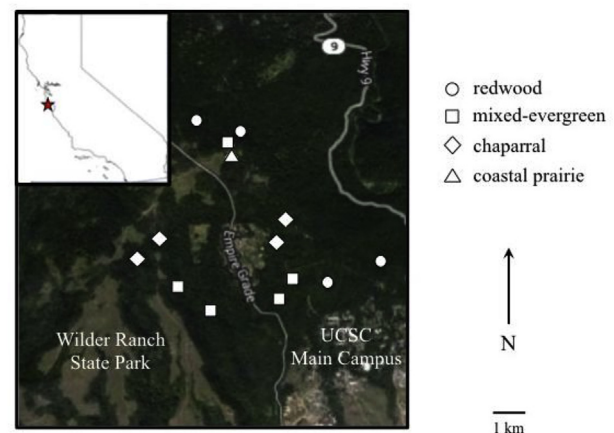 9
Hwy 9
Empire Grade
Wilder Ranch
State Park
UCSC
Main Campus
redwood
mixed-evergreen
chaparral
coastal prairie
N
1 km